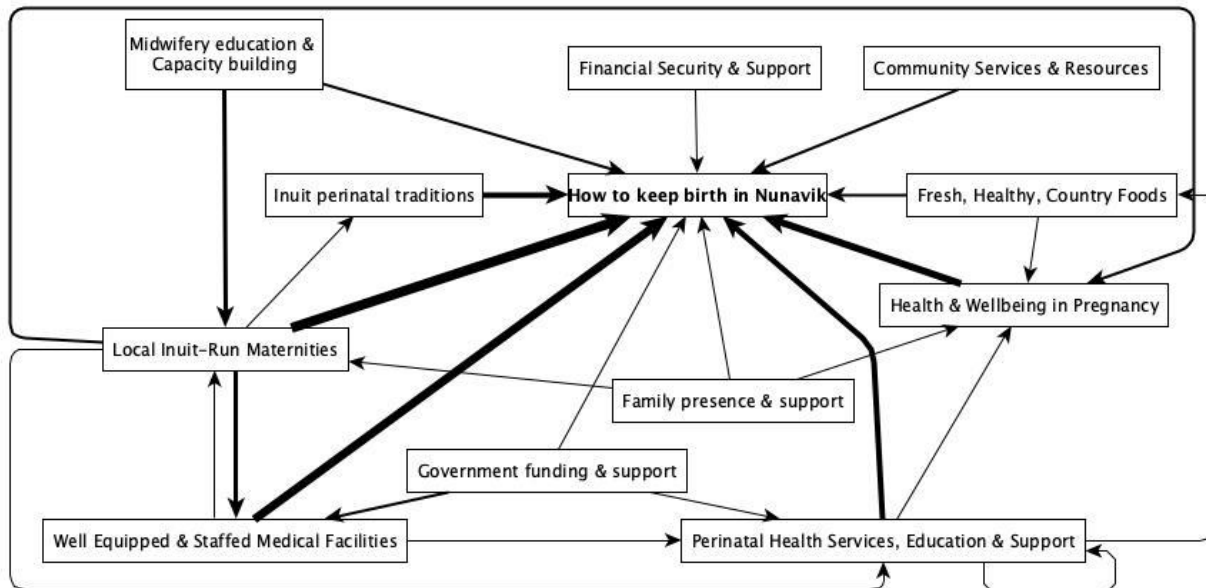 Midwifery education &
Capacity building
Financial Security & Support
Community Services & Resources
Inuit perinatal traditions
How to keep birth in Nunavik
Fresh, Healthy, Country Foods
Health & Wellbeing in Pregnancy
Local Inuit-Run Maternities
Family presence & support
Government funding & support
Well Equipped & Staffed Medical Facilities
Perinatal Health Services, Education & Support